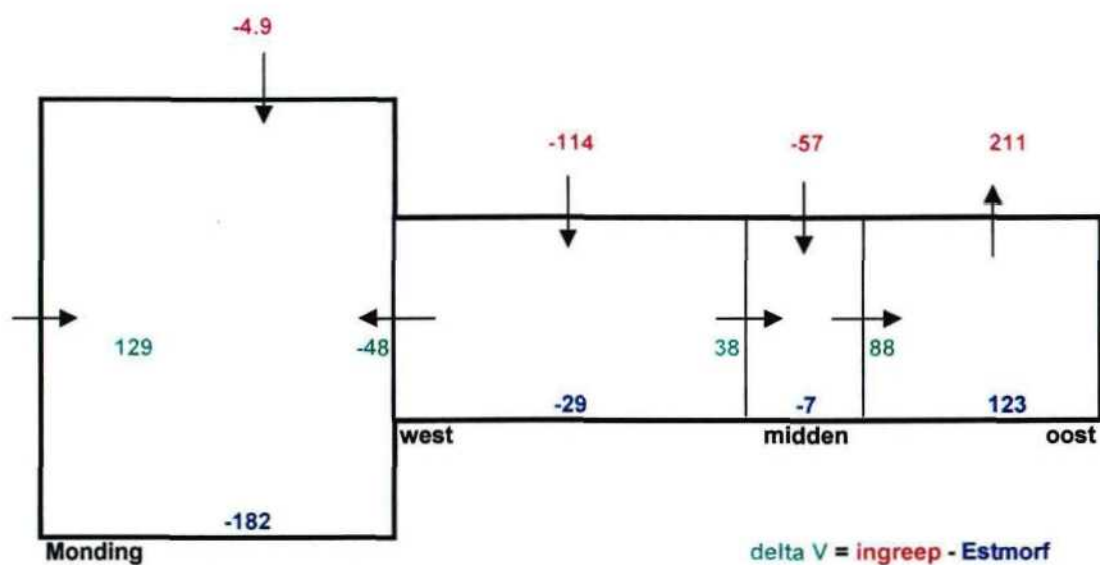 -4.9
-114 -57 211
129 -48 38 88
-29 -7 123
west midden oost
-182
Monding
delta V = ingreep - Estmorf